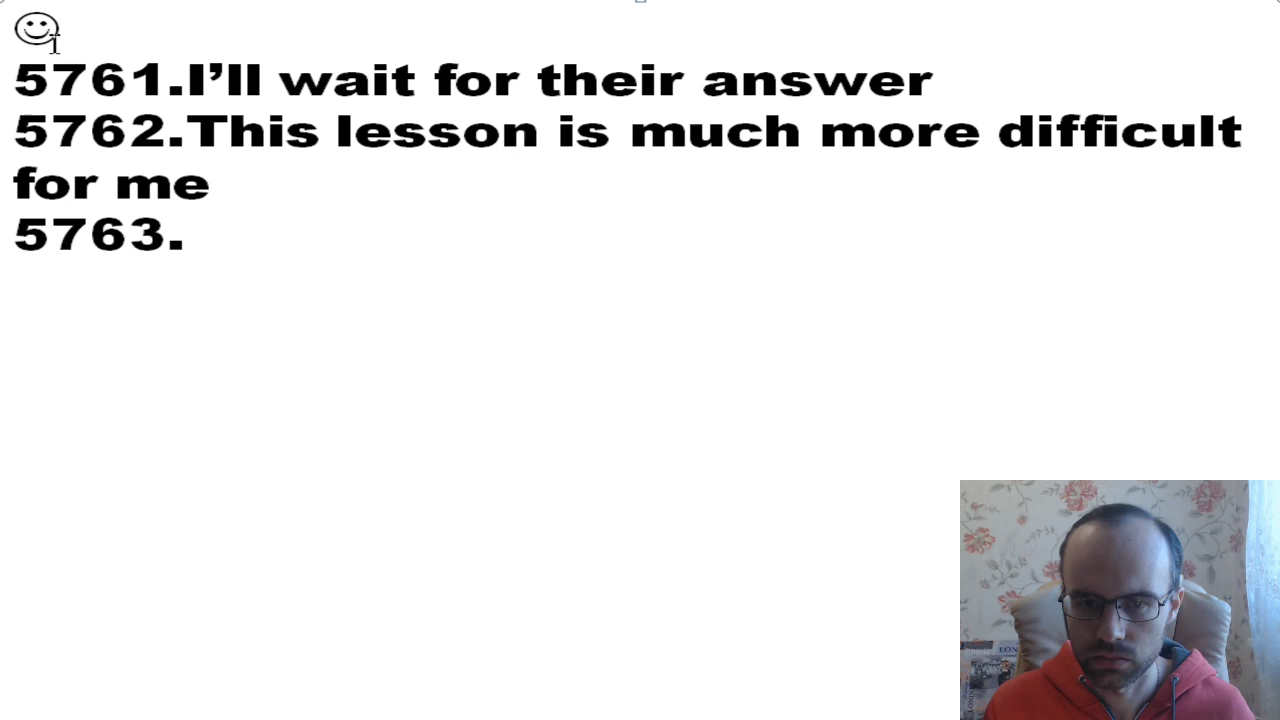 5761.I’ll wait for their answer
5762.This lesson is much more difficult
for me
5763.